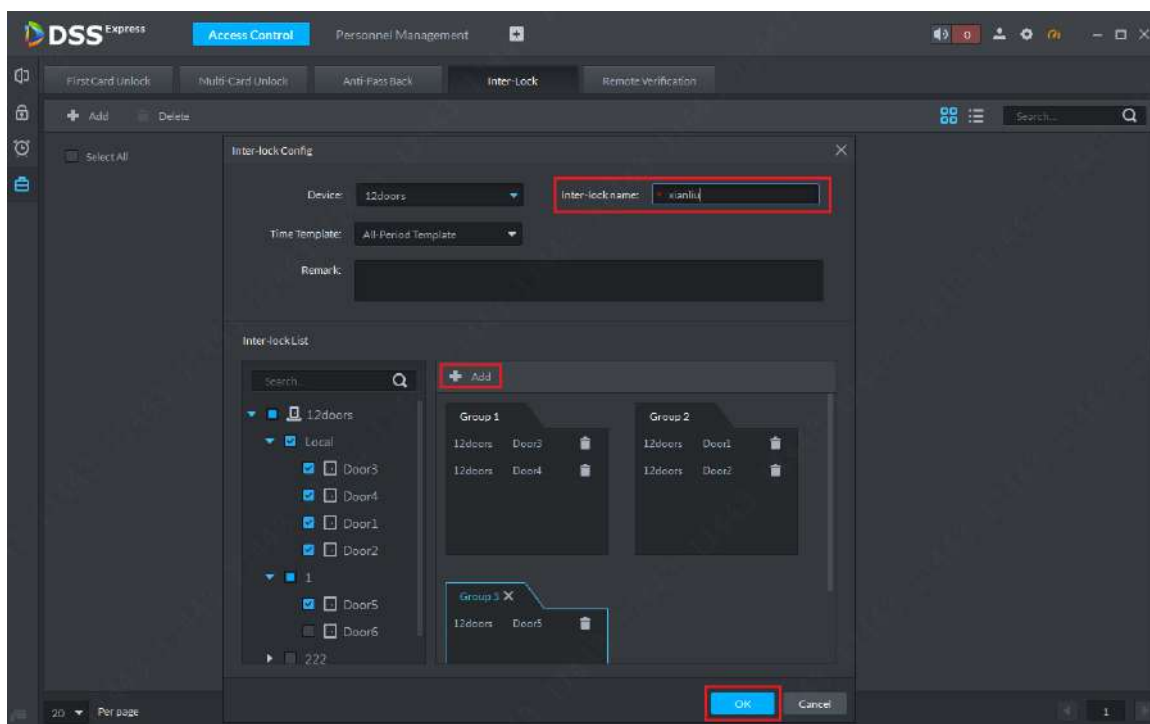 DSS Express Access Control Personnel Management 0
First Card Unlock Multi-Card Unlock Anti-Pass Back Inter-Lock Remote Verification
Add Delete Search...
Select All
Inter-lock Config
Device: 12doors Inter-lock name: * xianliu
Time Template: All-Period Template
Remark:
Inter-lock List
Search... Add
12doors
Local
Door3
Door4
Door1
Door2
1
Door5
Door6
222
Group 1
12doors Door3
12doors Door4
Group 2
12doors Door1
12doors Door2
Group 3
12doors Door5
OK Cancel
20 Per page 1